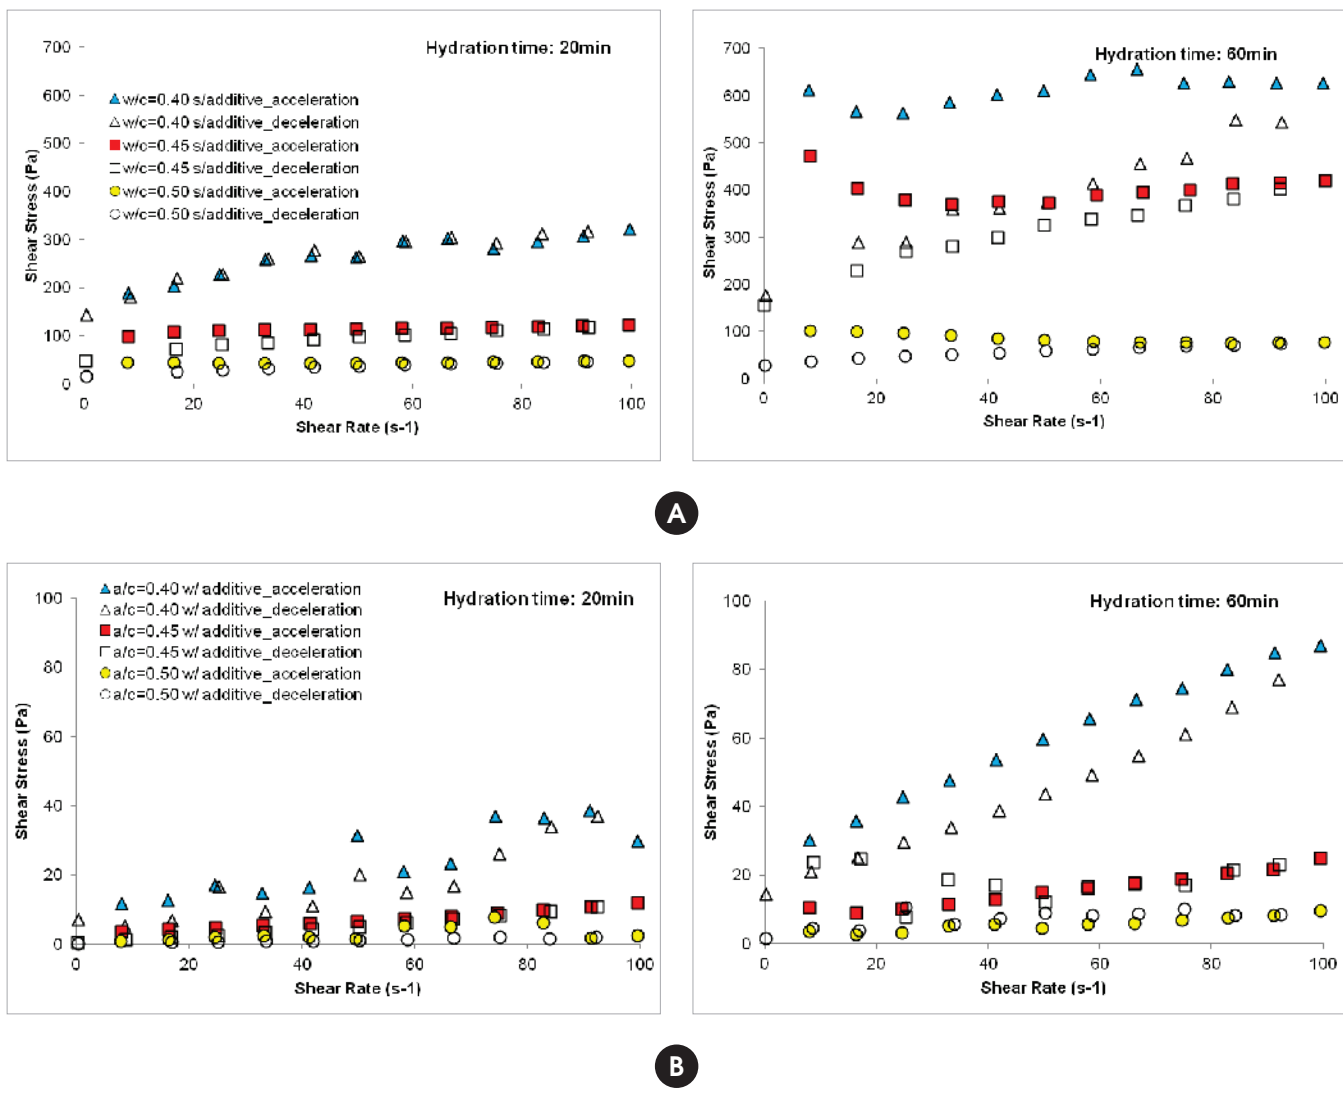 Hydration time: 20min
700
600
500
400
300
200
100
0
Shear Stress (Pa)
w/c=0.40 s/additive_acceleration
w/c=0.40 s/additive_deceleration
w/c=0.45 s/additive_acceleration
w/c=0.45 s/additive_deceleration
w/c=0.50 s/additive_acceleration
w/c=0.50 s/additive_deceleration
0 20 40 60 80 100
Shear Rate (s-1)
Hydration time: 60min
700
600
500
400
300
200
100
0
Shear Stress (Pa)
0 20 40 60 80 100
Shear Rate (s-1)
A
a/c=0.40 w/ additive_acceleration
a/c=0.40 w/ additive_deceleration
a/c=0.45 w/ additive_acceleration
a/c=0.45 w/ additive_deceleration
a/c=0.50 w/ additive_acceleration
a/c=0.50 w/ additive_deceleration
Hydration time: 20min
100
80
60
40
20
0
Shear Stress (Pa)
0 20 40 60 80 100
Shear Rate (s-1)
Hydration time: 60min
100
80
60
40
20
0
Shear Stress (Pa)
0 20 40 60 80 100
Shear Rate (s-1)
B